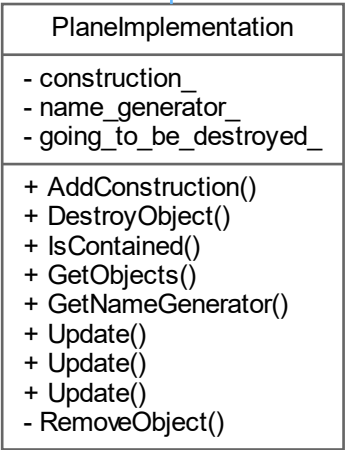 PlaneImplementation
- construction_
- name_generator_
- going_to_be_destroyed_
+ AddConstruction()
+ DestroyObject()
+ IsContained()
+ GetObjects()
+ GetNameGenerator()
+ Update()
+ Update()
+ Update()
- RemoveObject()